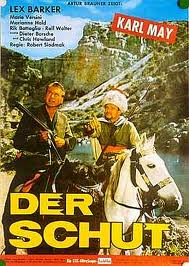 ARTUR BRAUNER ZEIGT:
LEX BARKER
KARL MAY
Marie Versini
Marianne Hold
Rik Battaglia · Ralf Wolter
Dieter Borsche
und Chris Howland
Regie: Robert Siodmak
DER
SCHUT